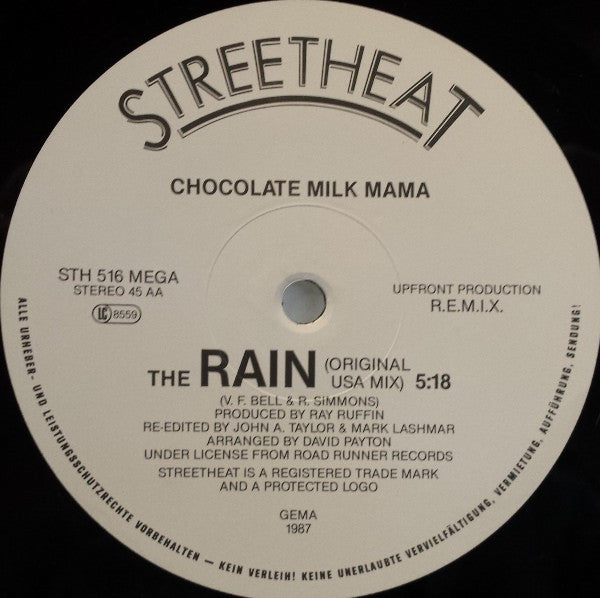 STREETHEAT
CHOCOLATE MILK MAMA
STH 516 MEGA
STEREO 45 AA
LC 8559
UPFRONT PRODUCTION
R.E.M.I.X.
THE RAIN (ORIGINAL
USA MIX) 5:18
(V. F. BELL & R. SIMMONS)
PRODUCED BY RAY RUFFIN
RE-EDITED BY JOHN A. TAYLOR & MARK LASHMAR
ARRANGED BY DAVID PAYTON
UNDER LICENSE FROM ROAD RUNNER RECORDS
STREETHEAT IS A REGISTERED TRADE MARK
AND A PROTECTED LOGO
GEMA
1987
ALLE URHEBER- UND LEISTUNGSSCHUTZRECHTE VORBEHALTEN — KEIN VERLEIH! KEINE UNERLAUBTE VERVIELFÄLTIGUNG, VERMIETUNG, AUFFÜHRUNG, SENDUNG!